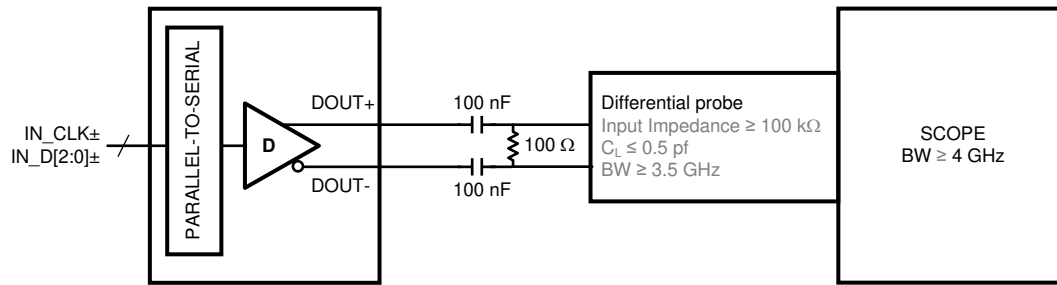 IN_CLK±
IN_D[2:0]±
PARALLEL-TO-SERIAL
D
DOUT+
DOUT-
100 nF
100 Ω
100 nF
Differential probe
Input Impedance ≥ 100 kΩ
C_L ≤ 0.5 pf
BW ≥ 3.5 GHz
SCOPE
BW ≥ 4 GHz